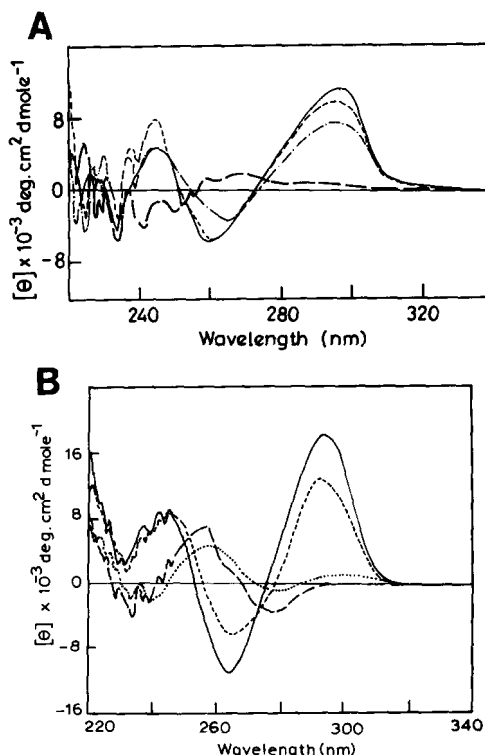 A
[θ] x 10⁻³ deg. cm² dmole⁻¹
8
0
-8
240
280
320
Wavelength (nm)
B
[θ] x 10⁻³ deg. cm² d mole⁻¹
16
8
0
-8
-16
220
260
300
340
Wavelength (nm)